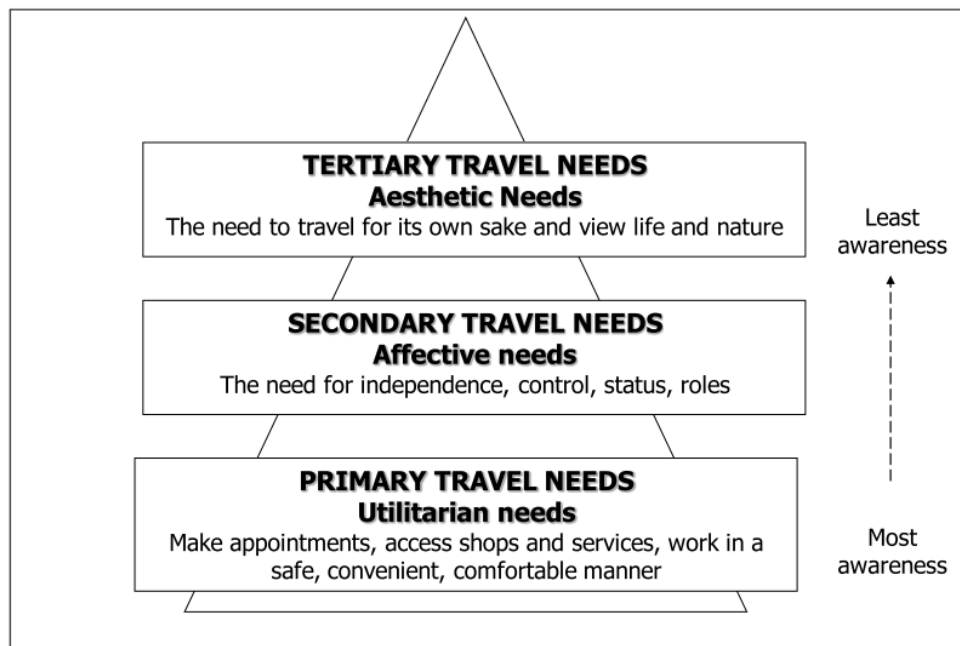 TERTIARY TRAVEL NEEDS
Aesthetic Needs
The need to travel for its own sake and view life and nature
Least
awareness
SECONDARY TRAVEL NEEDS
Affective needs
The need for independence, control, status, roles
PRIMARY TRAVEL NEEDS
Utilitarian needs
Make appointments, access shops and services, work in a
safe, convenient, comfortable manner
Most
awareness